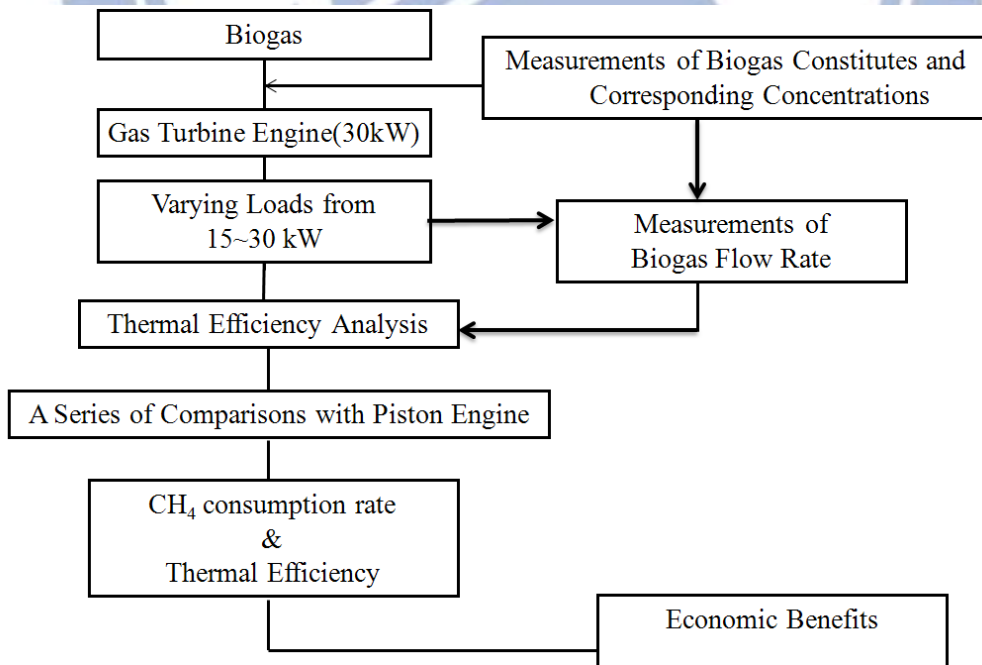 Biogas
Measurements of Biogas Constitutes and
Corresponding Concentrations
Gas Turbine Engine(30kW)
Varying Loads from
15~30 kW
Measurements of
Biogas Flow Rate
Thermal Efficiency Analysis
A Series of Comparisons with Piston Engine
CH₄ consumption rate
&
Thermal Efficiency
Economic Benefits